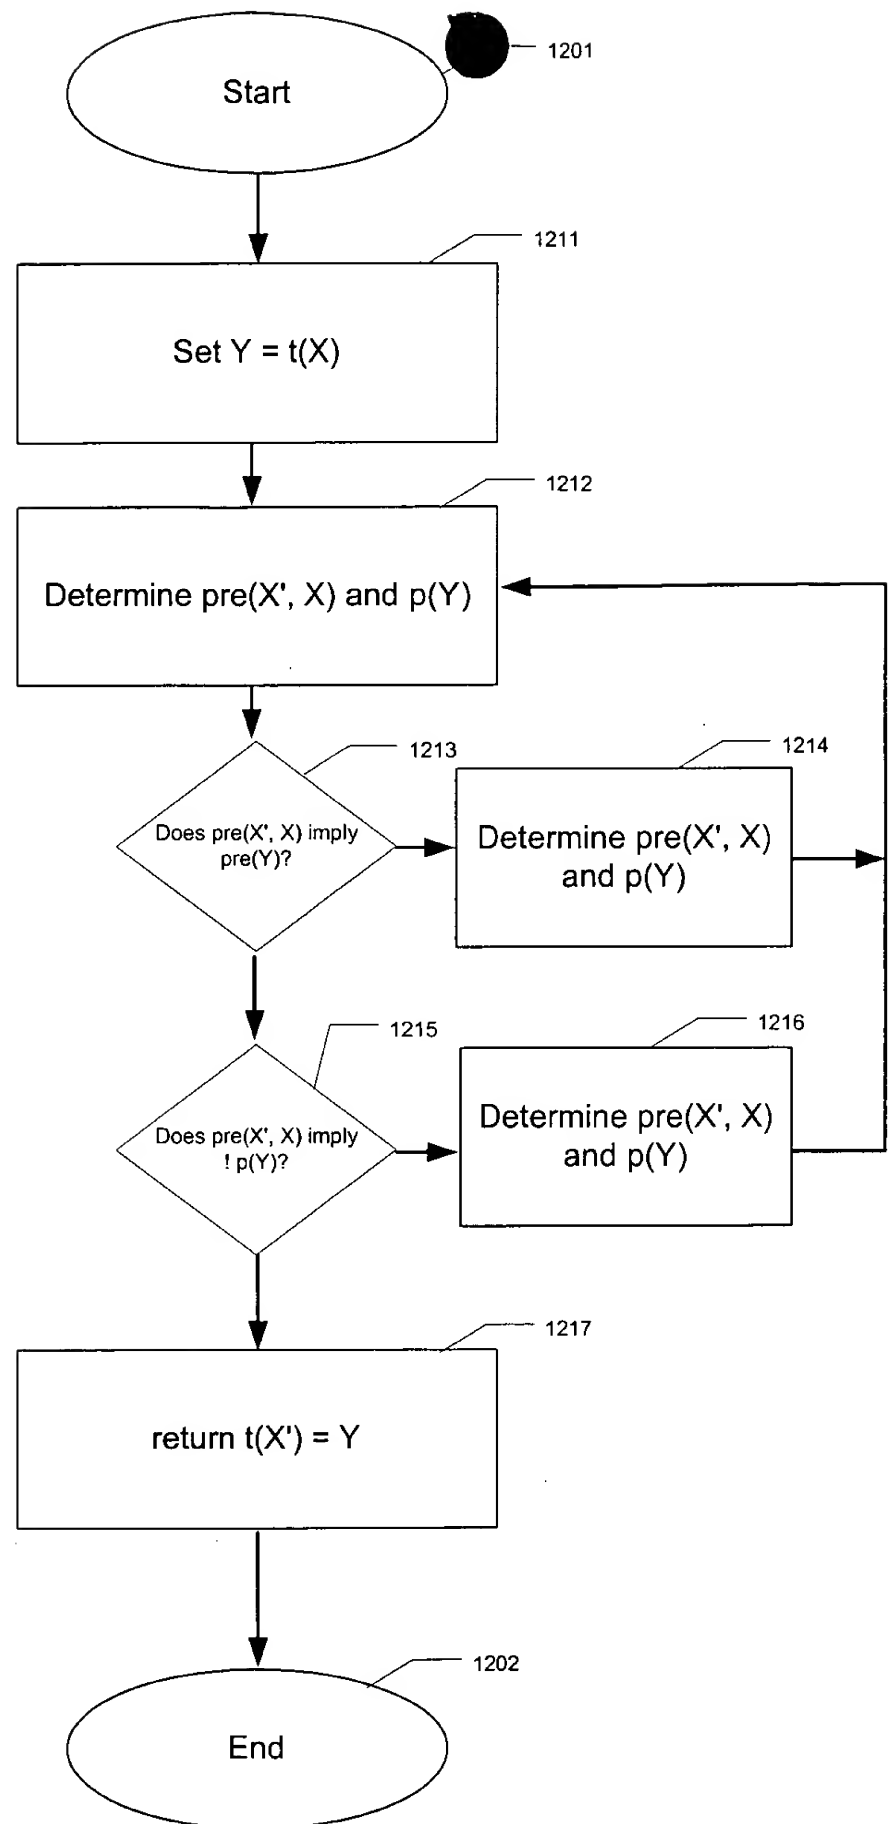 1201
Start
1211
Set Y = t(X)
1212
Determine pre(X', X) and p(Y)
1213
Does pre(X', X) imply
pre(Y)?
1214
Determine pre(X', X)
and p(Y)
1215
Does pre(X', X) imply
! p(Y)?
1216
Determine pre(X', X)
and p(Y)
1217
return t(X') = Y
1202
End